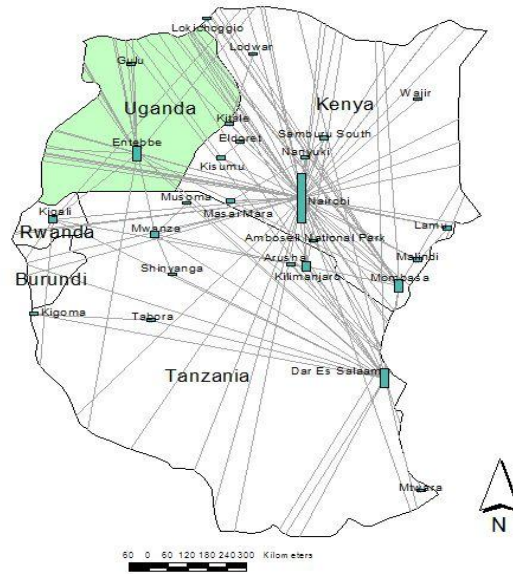 Lokichoggio
Lodwar
Gulu
Uganda
Kenya
Wajir
Kitale
Eldoret
Samburu South
Entebbe
Nanyuki
Kisumu
Musoma
Nairobi
Masai Mara
Kigali
Lamu
Rwanda
Mwanza
Amboseli National Park
Malindi
Arusha
Burundi
Shinyanga
Kilimanjaro
Mombasa
Kigoma
Tabora
Tanzania
Dar Es Salaam
Mtwara
N
60 0 60 120 180 240 300 Kilometers